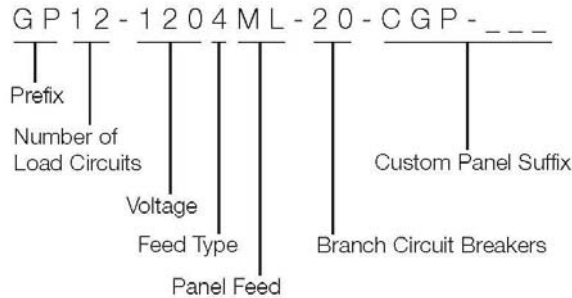 GP12-1204ML-20-CGP-___
Prefix
Number of
Load Circuits
Custom Panel Suffix
Voltage
Feed Type
Branch Circuit Breakers
Panel Feed